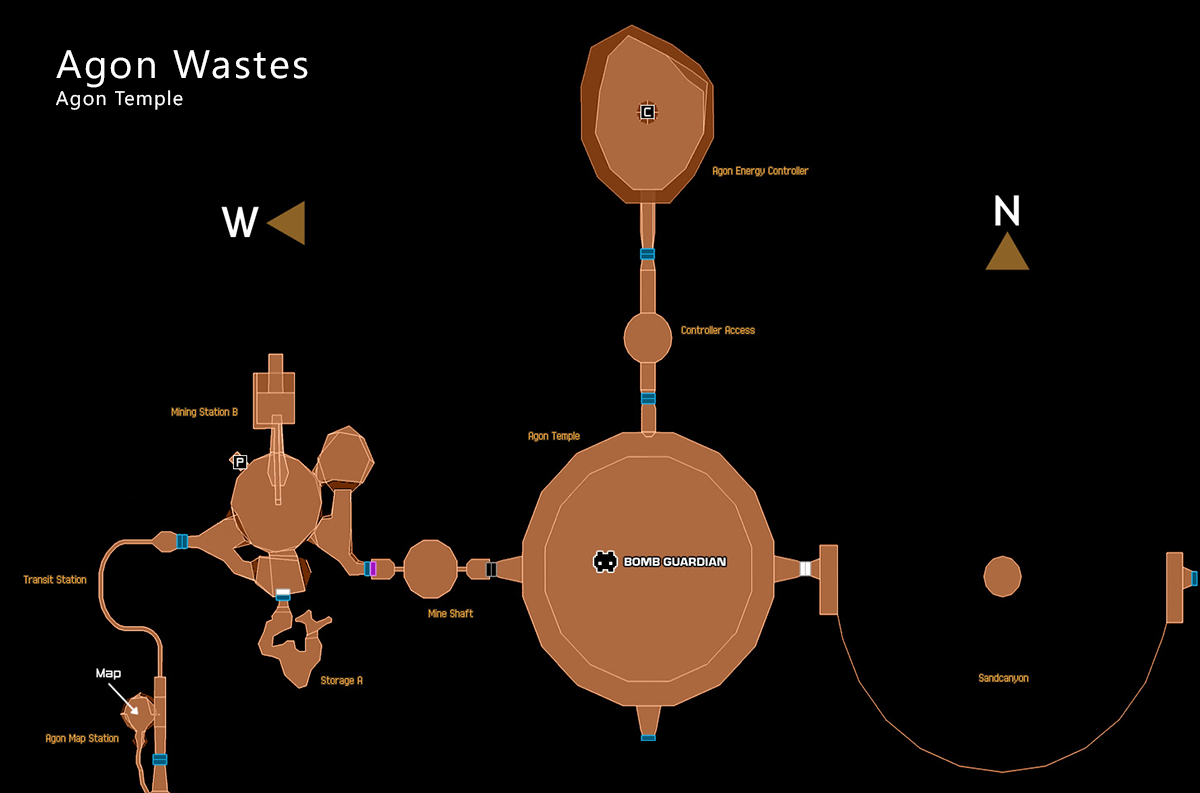 Agon Wastes
Agon Temple
C
Agon Energy Controller
W
N
Controller Access
Mining Station B
Agon Temple
P
BOMB GUARDIAN
Transit Station
Mine Shaft
Map
Storage A
Sandcanyon
Agon Map Station